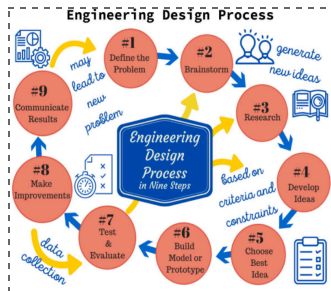 Engineering Design Process
#1
Define the
Problem
#2
Brainstorm
generate
new ideas
#3
Research
#4
Develop
Ideas
based on
criteria and
constraints
#5
Choose
Best
Idea
#6
Build
Model or
Prototype
#7
Test
&
Evaluate
data
collection
#8
Make
Improvements
#9
Communicate
Results
may
lead to
new
problem
Engineering
Design
Process
in Nine Steps